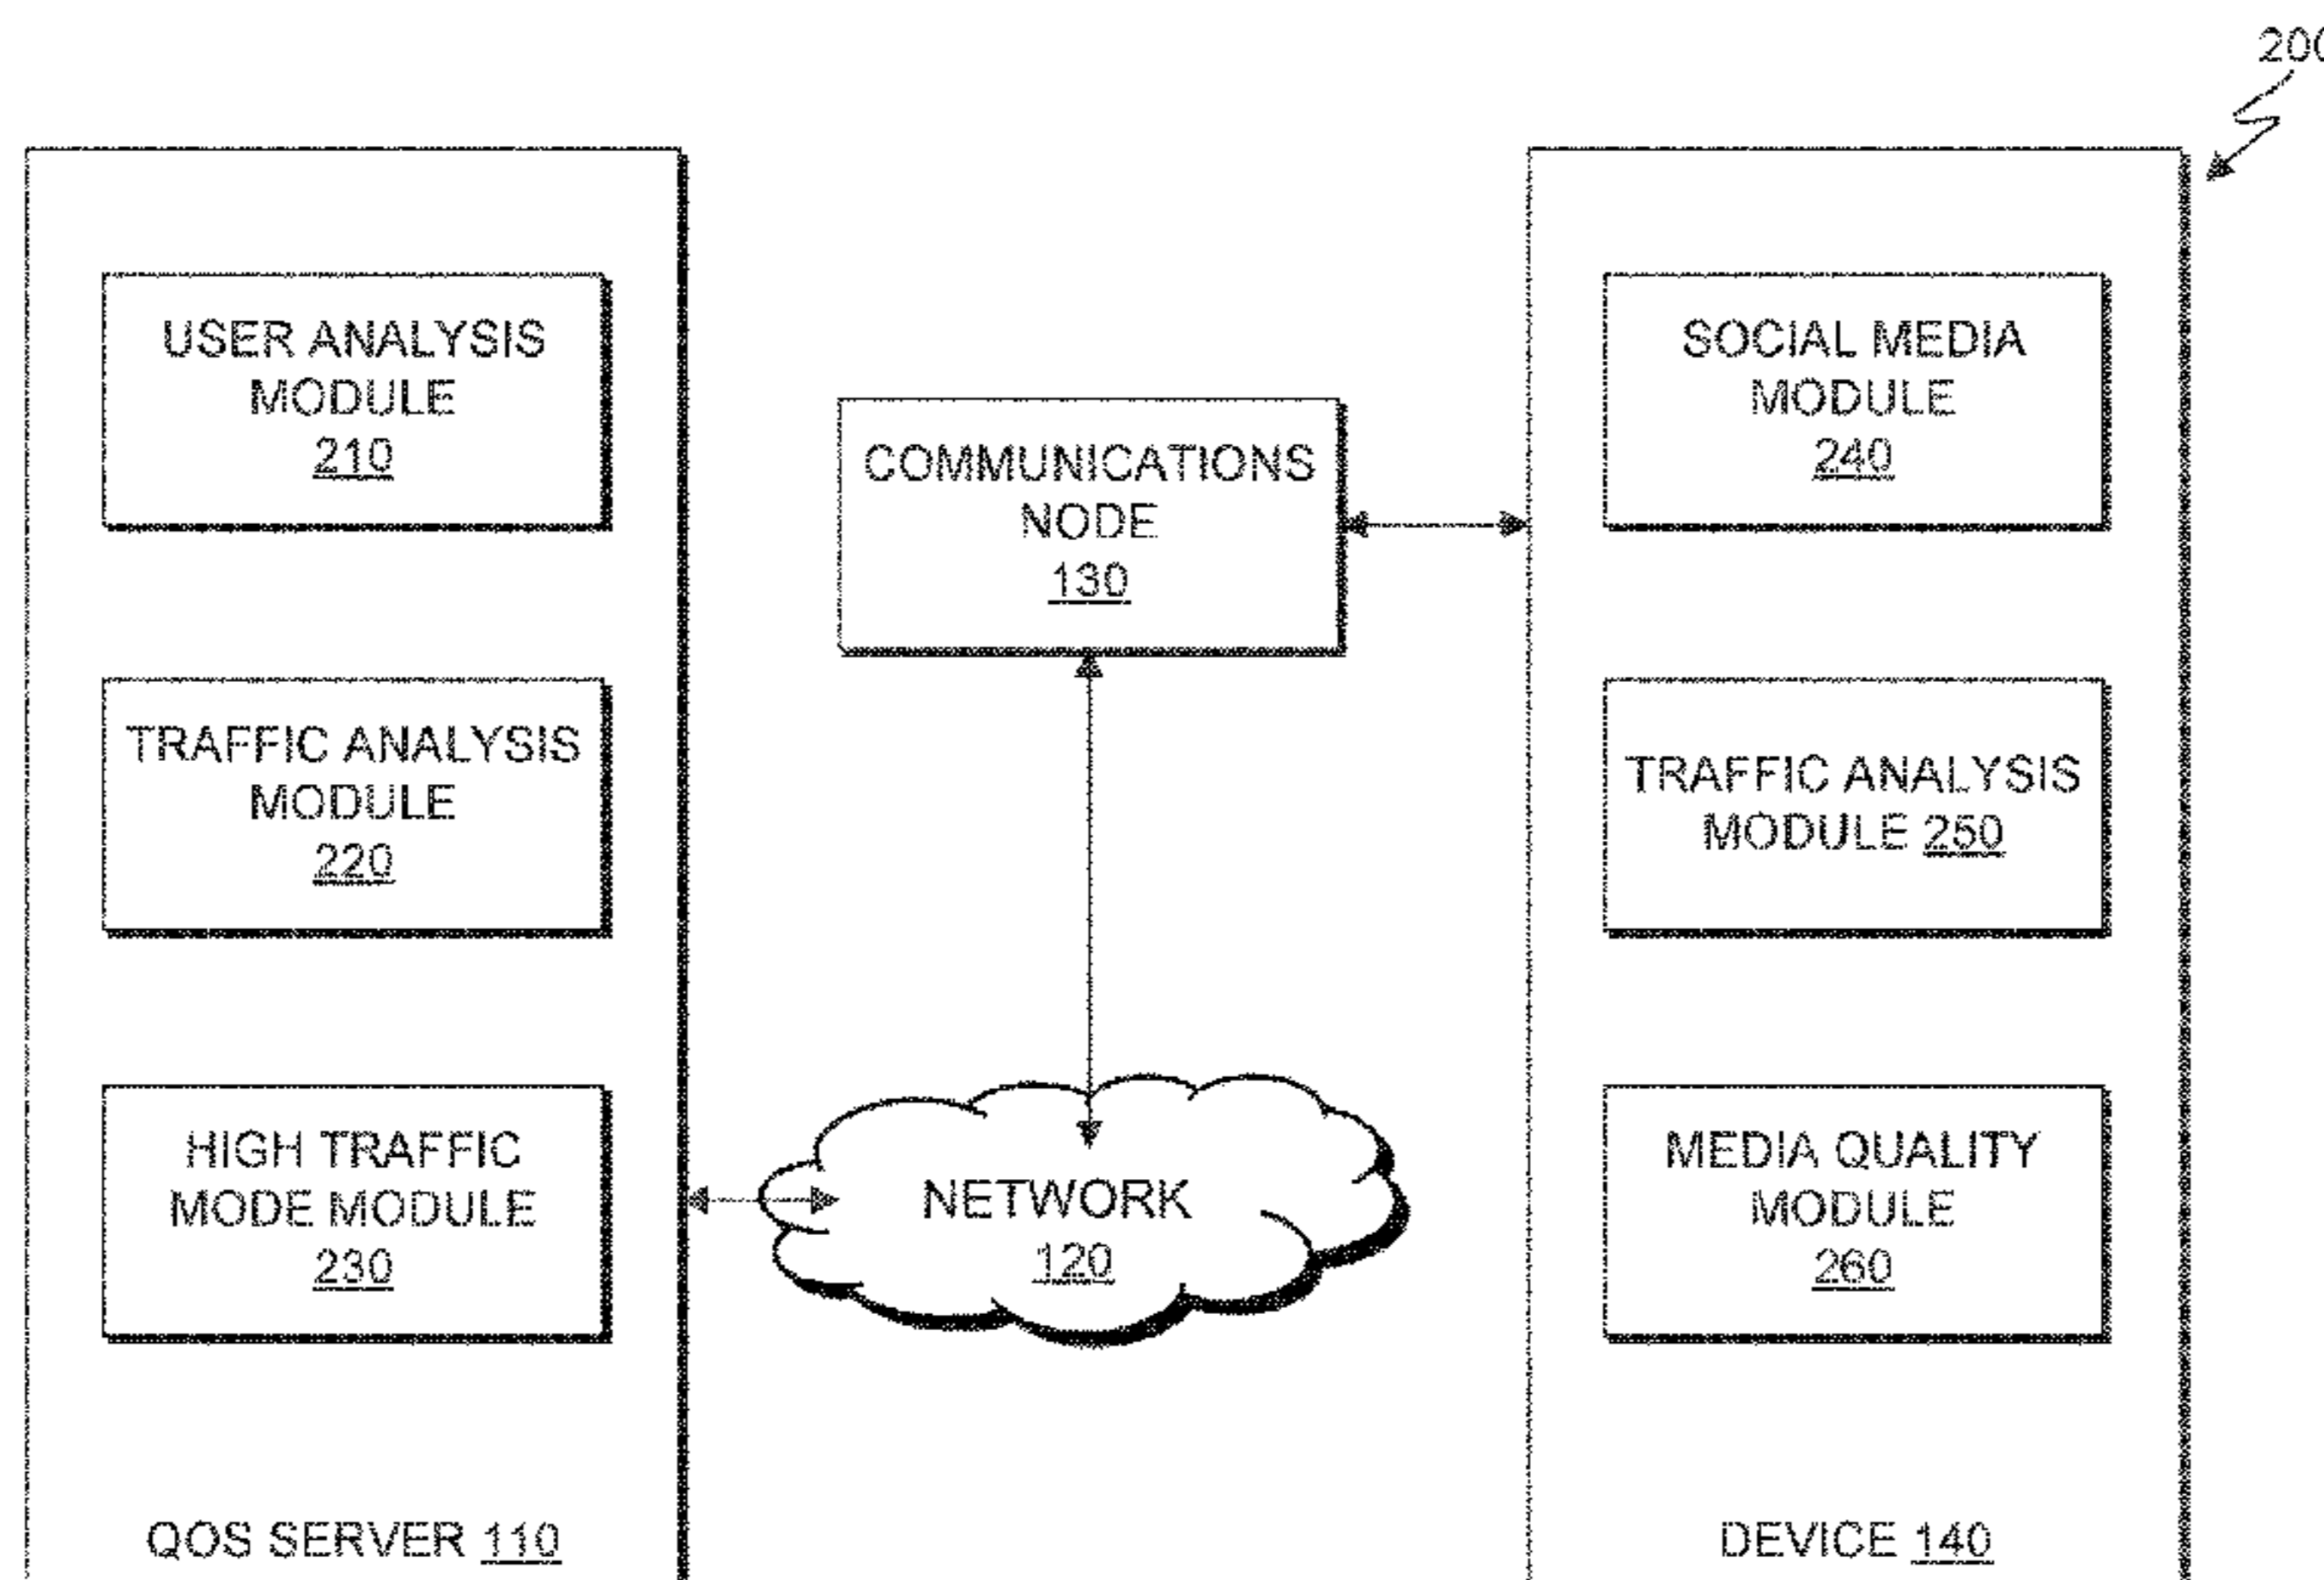 200
USER ANALYSIS
MODULE
210
TRAFFIC ANALYSIS
MODULE
220
HIGH TRAFFIC
MODE MODULE
230
QOS SERVER 110
COMMUNICATIONS
NODE
130
NETWORK
120
SOCIAL MEDIA
MODULE
240
TRAFFIC ANALYSIS
MODULE 250
MEDIA QUALITY
MODULE
260
DEVICE 140